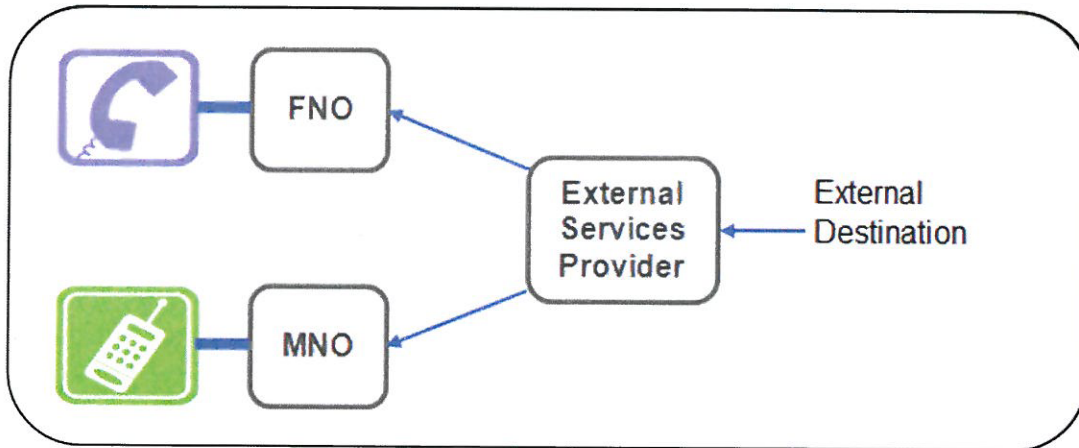 FNO
External
Services
Provider
External
Destination
MNO